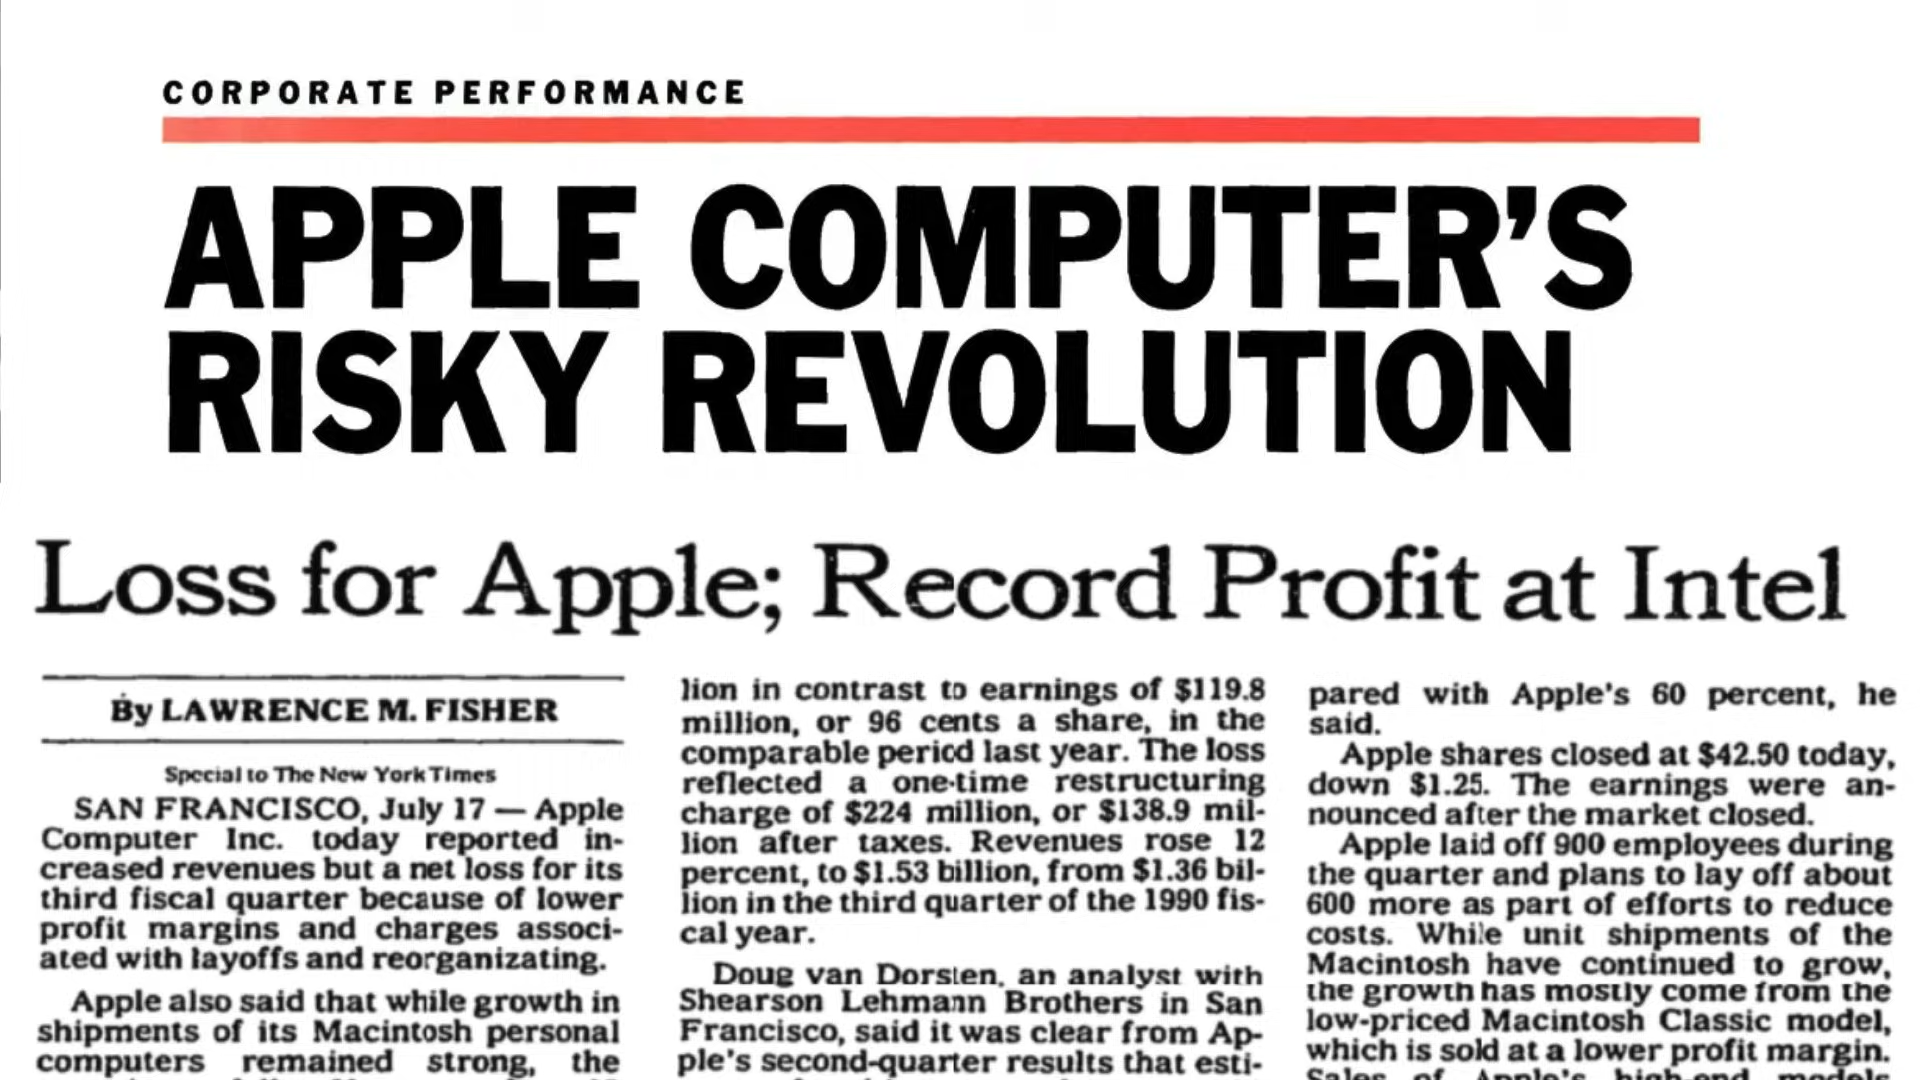 CORPORATE PERFORMANCE
APPLE COMPUTER'S
RISKY REVOLUTION
Loss for Apple; Record Profit at Intel
By LAWRENCE M. FISHER
Special to The New York Times
SAN FRANCISCO, July 17 — Apple
Computer Inc. today reported in-
creased revenues but a net loss for its
third fiscal quarter because of lower
profit margins and charges associ-
ated with layoffs and reorganizating.
Apple also said that while growth in
shipments of its Macintosh personal
computers remained strong, the
lion in contrast to earnings of $119.8
million, or 96 cents a share, in the
comparable period last year. The loss
reflected a one-time restructuring
charge of $224 million, or $138.9 mil-
lion after taxes. Revenues rose 12
percent, to $1.53 billion, from $1.36 bil-
lion in the third quarter of the 1990 fis-
cal year.
Doug van Dorsten, an analyst with
Shearson Lehmann Brothers in San
Francisco, said it was clear from Ap-
ple's second-quarter results that esti-
pared with Apple's 60 percent, he
said.
Apple shares closed at $42.50 today,
down $1.25. The earnings were an-
nounced after the market closed.
Apple laid off 900 employees during
the quarter and plans to lay off about
600 more as part of efforts to reduce
costs. While unit shipments of the
Macintosh have continued to grow,
the growth has mostly come from the
low-priced Macintosh Classic model,
which is sold at a lower profit margin.
Sales of Apple's high-end models